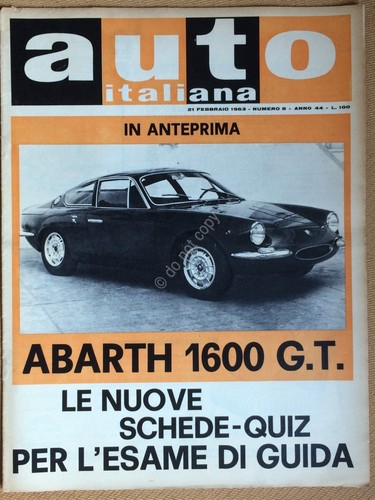 auto
italiana
21 FEBBRAIO 1963 - NUMERO 8 - ANNO 44 - L. 100
IN ANTEPRIMA
© do not copy
ABARTH 1600 G.T.
LE NUOVE
SCHEDE-QUIZ
PER L'ESAME DI GUIDA